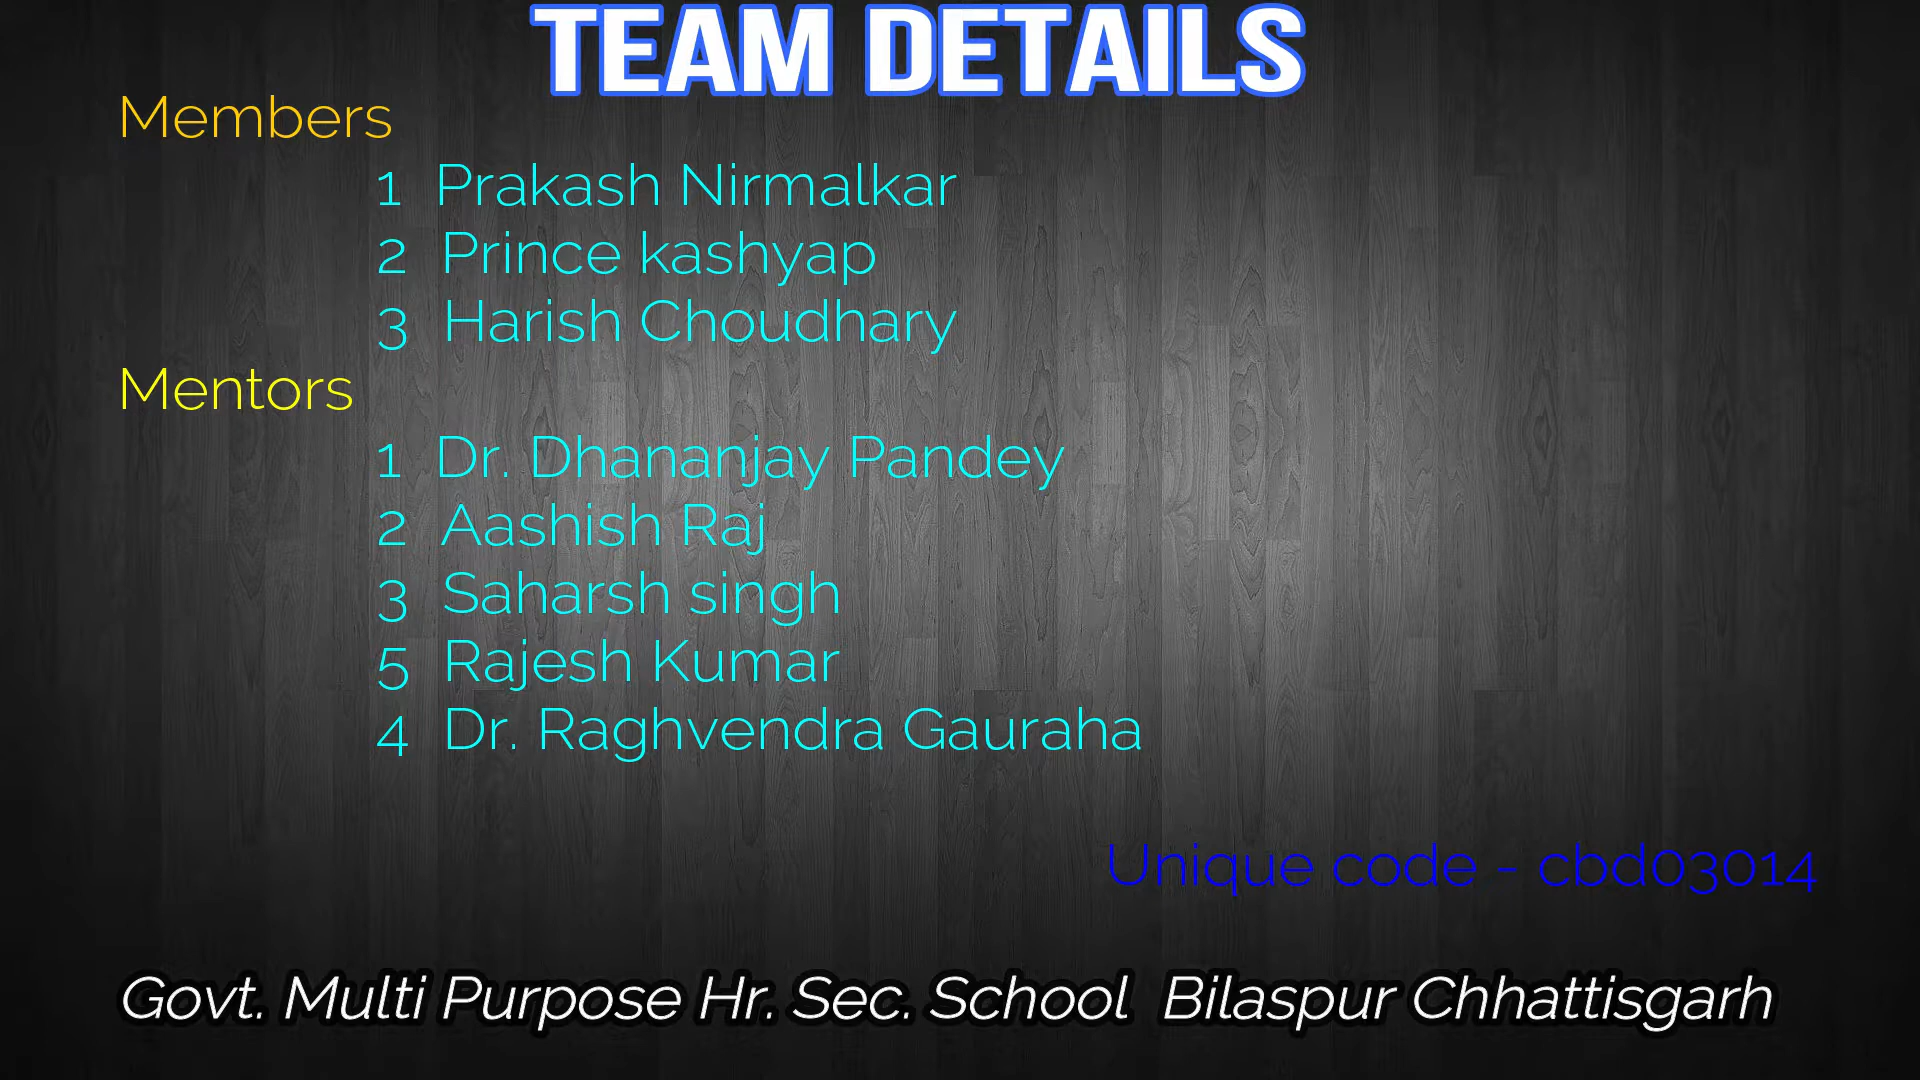 TEAM DETAILS
Members
1 Prakash Nirmalkar
2 Prince kashyap
3 Harish Choudhary
Mentors
1 Dr. Dhananjay Pandey
2 Aashish Raj
3 Saharsh singh
5 Rajesh Kumar
4 Dr. Raghvendra Gauraha
Unique code - cbd03014
Govt. Multi Purpose Hr. Sec. School Bilaspur Chhattisgarh